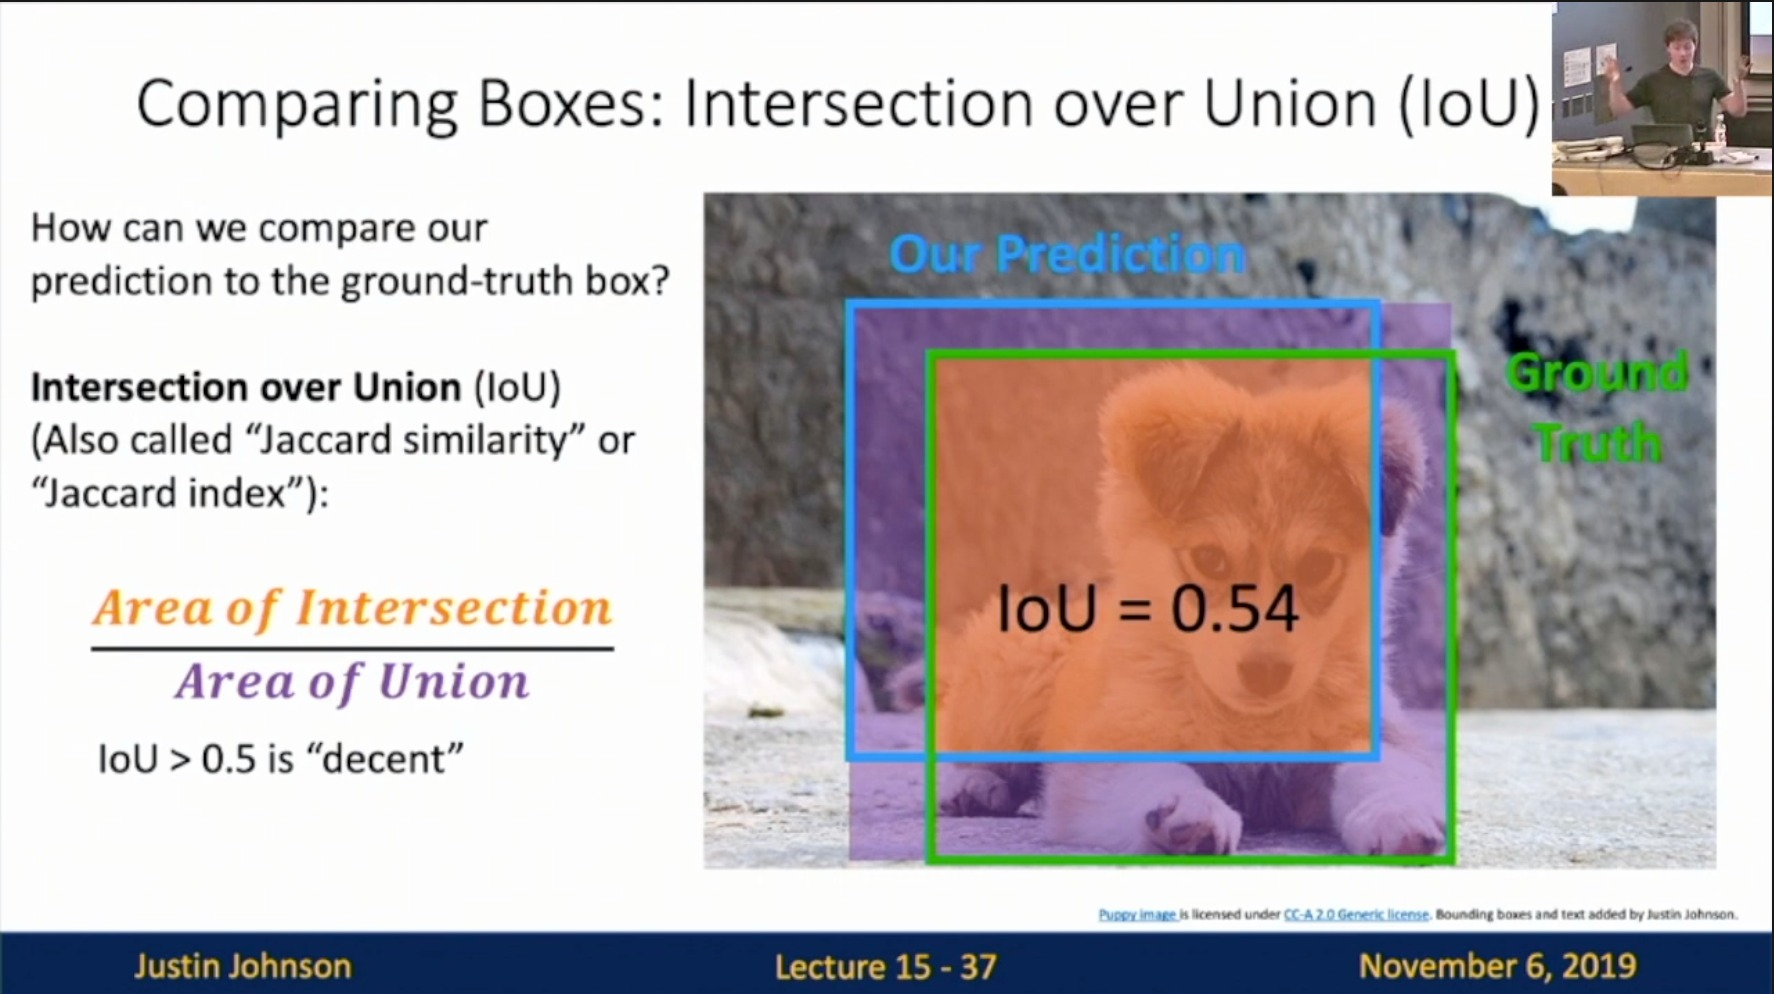 Comparing Boxes: Intersection over Union (IoU)
How can we compare our
prediction to the ground-truth box?
Intersection over Union (IoU)
(Also called “Jaccard similarity” or
“Jaccard index”):
Area of Intersection
Area of Union
IoU > 0.5 is “decent”
Our Prediction
Ground
Truth
IoU = 0.54
Puppy image is licensed under CC-A 2.0 Generic license. Bounding boxes and text added by Justin Johnson.
Justin Johnson
Lecture 15 - 37
November 6, 2019